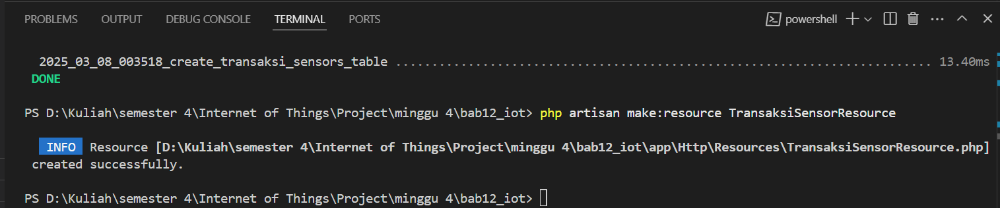 PROBLEMS OUTPUT DEBUG CONSOLE TERMINAL PORTS powershell
2025_03_08_003518_create_transaksi_sensors_table .......................................................................... 13.40ms
DONE
PS D:\Kuliah\semester 4\Internet of Things\Project\minggu 4\bab12_iot> php artisan make:resource TransaksiSensorResource
INFO Resource [D:\Kuliah\semester 4\Internet of Things\Project\minggu 4\bab12_iot\app\Http\Resources\TransaksiSensorResource.php]
created successfully.
PS D:\Kuliah\semester 4\Internet of Things\Project\minggu 4\bab12_iot>